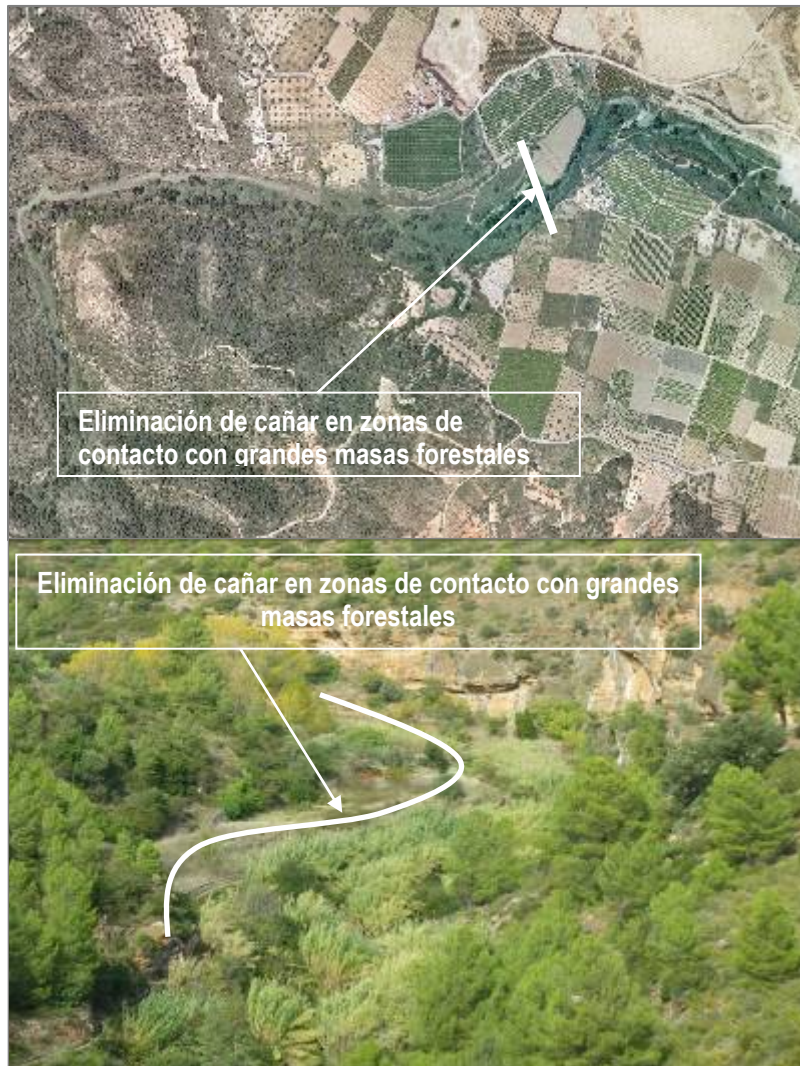 Eliminación de cañar en zonas de
contacto con grandes masas forestales
Eliminación de cañar en zonas de contacto con grandes
masas forestales